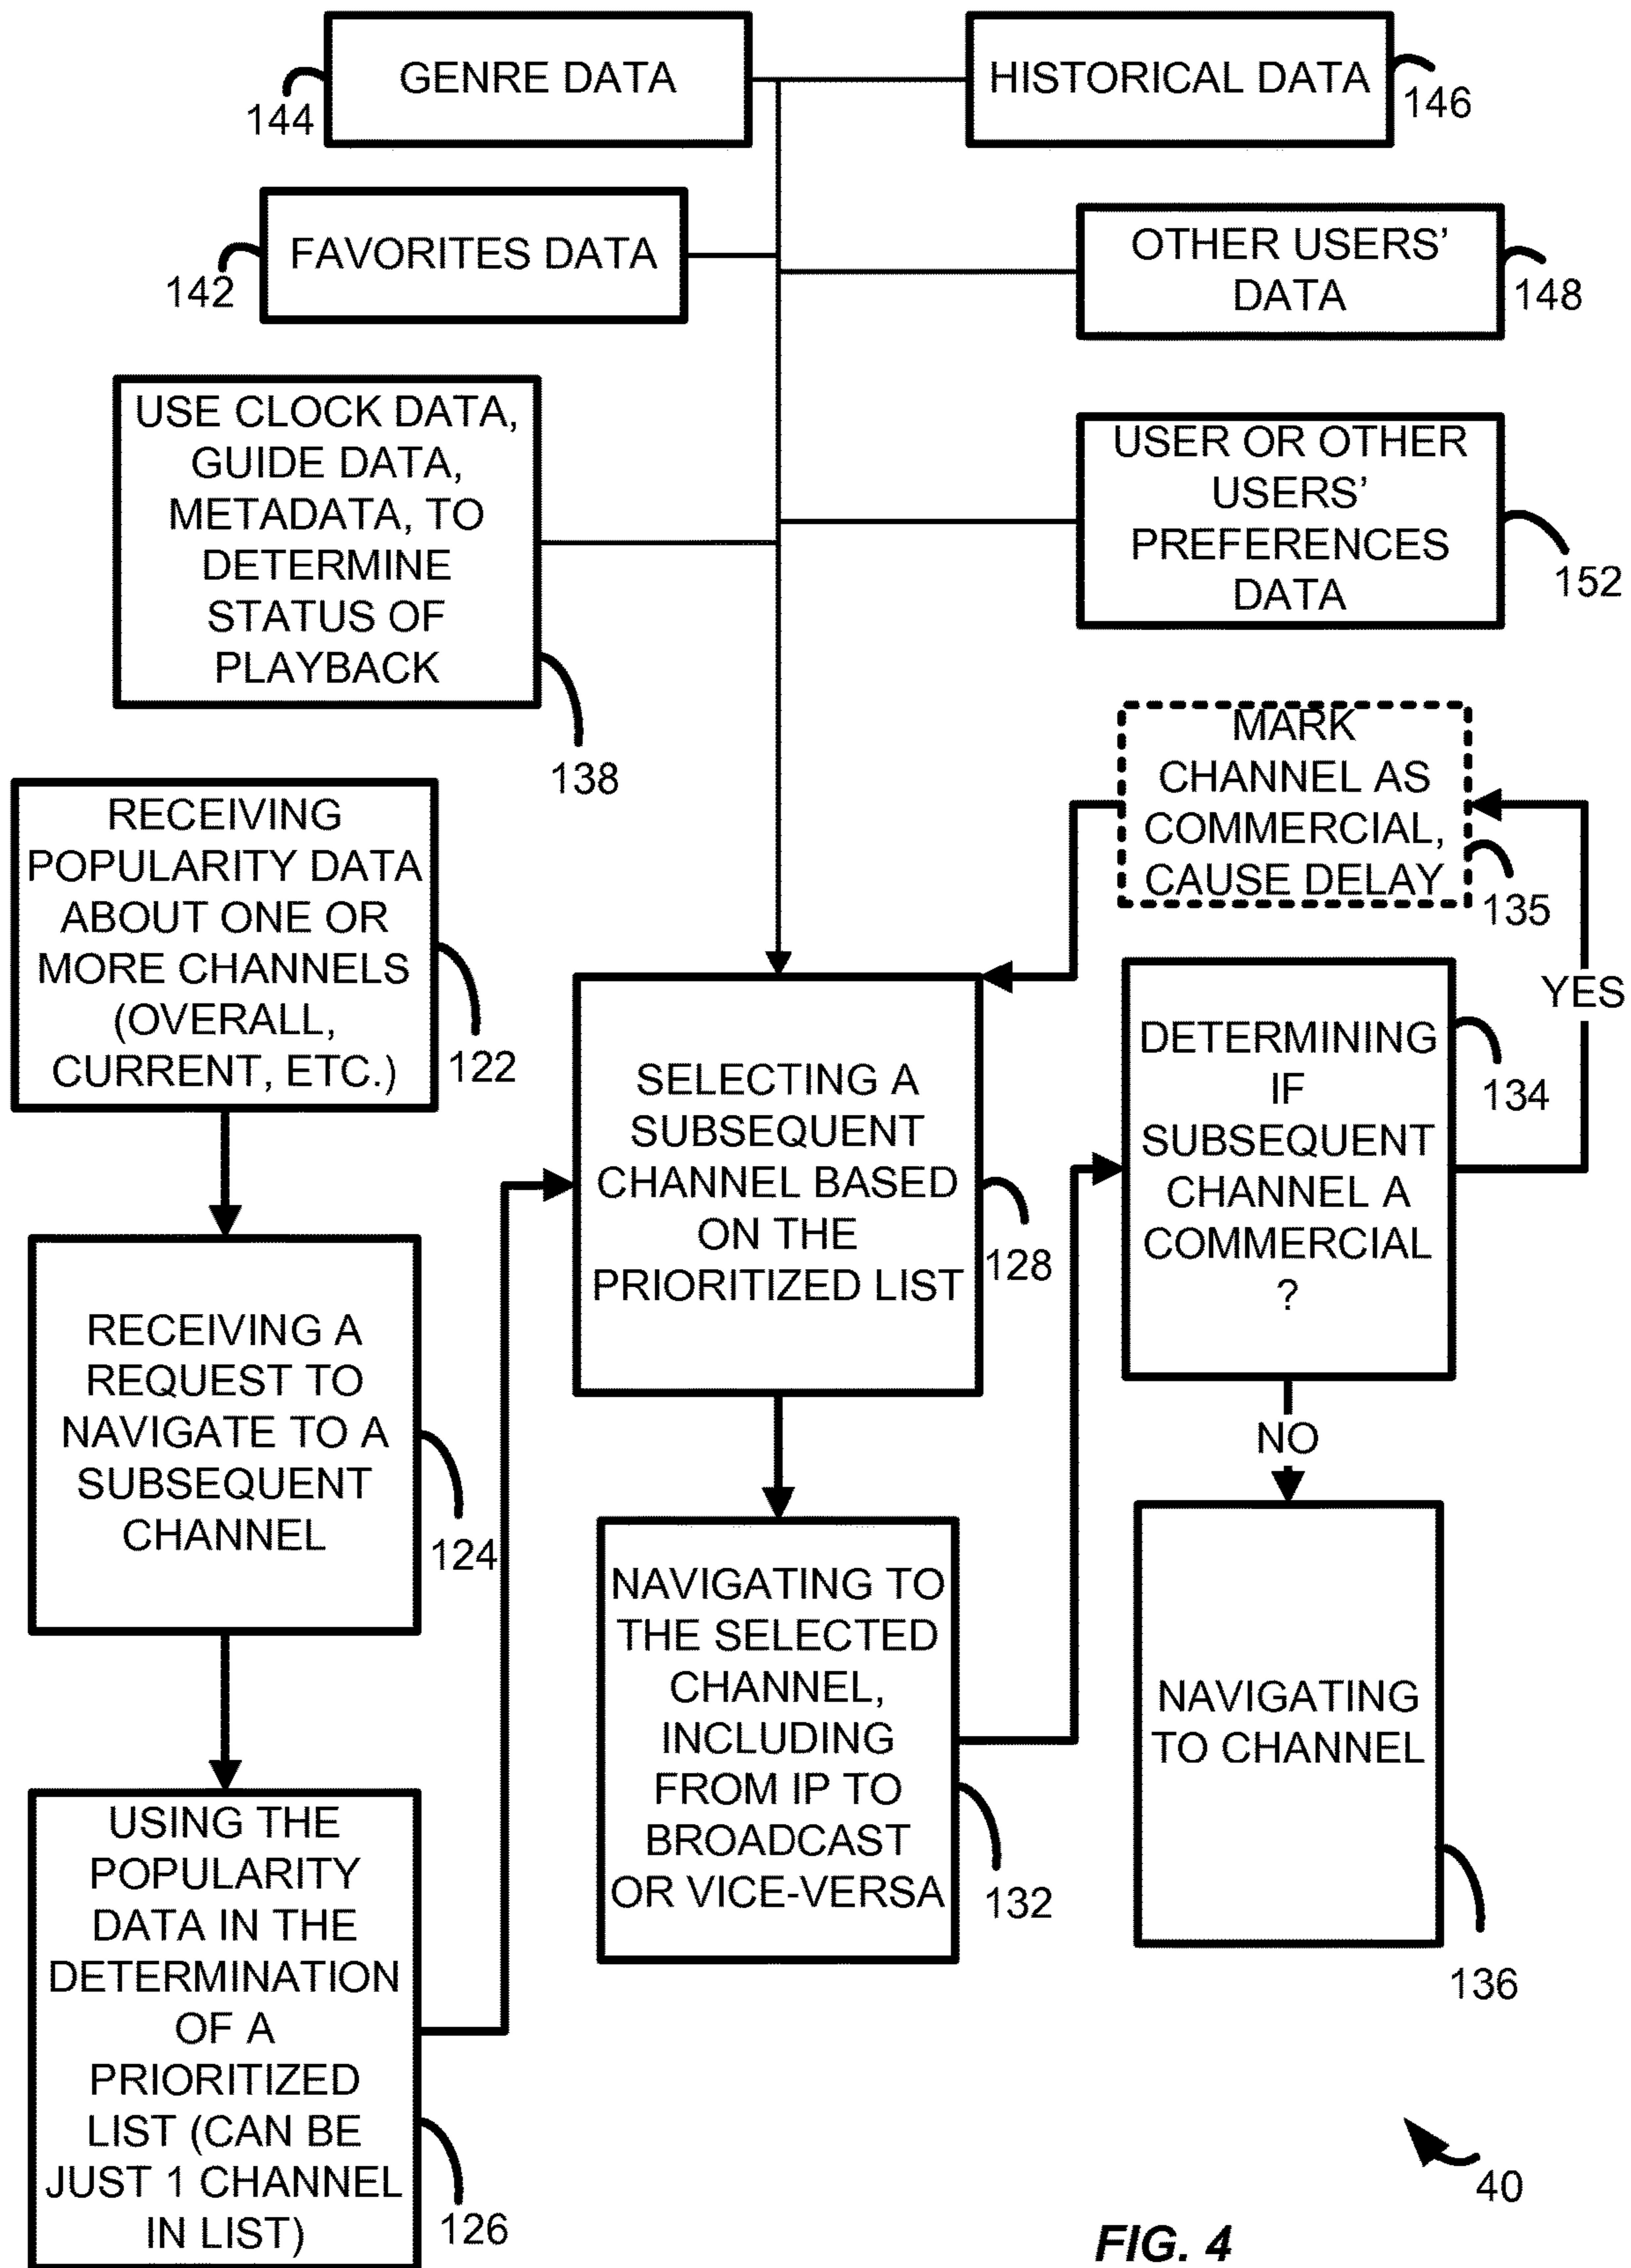 GENRE DATA
144
HISTORICAL DATA
146
FAVORITES DATA
142
OTHER USERS'
DATA
148
USE CLOCK DATA,
GUIDE DATA,
METADATA, TO
DETERMINE
STATUS OF
PLAYBACK
138
USER OR OTHER
USERS'
PREFERENCES
DATA
152
MARK
CHANNEL AS
COMMERCIAL,
CAUSE DELAY
135
RECEIVING
POPULARITY DATA
ABOUT ONE OR
MORE CHANNELS
(OVERALL,
CURRENT, ETC.)
122
RECEIVING A
REQUEST TO
NAVIGATE TO A
SUBSEQUENT
CHANNEL
124
USING THE
POPULARITY
DATA IN THE
DETERMINATION
OF A
PRIORITIZED
LIST (CAN BE
JUST 1 CHANNEL
IN LIST)
126
SELECTING A
SUBSEQUENT
CHANNEL BASED
ON THE
PRIORITIZED LIST
128
NAVIGATING TO
THE SELECTED
CHANNEL,
INCLUDING
FROM IP TO
BROADCAST
OR VICE-VERSA
132
DETERMINING
IF
SUBSEQUENT
CHANNEL A
COMMERCIAL
?
134
YES
NO
NAVIGATING
TO CHANNEL
136
40
FIG. 4